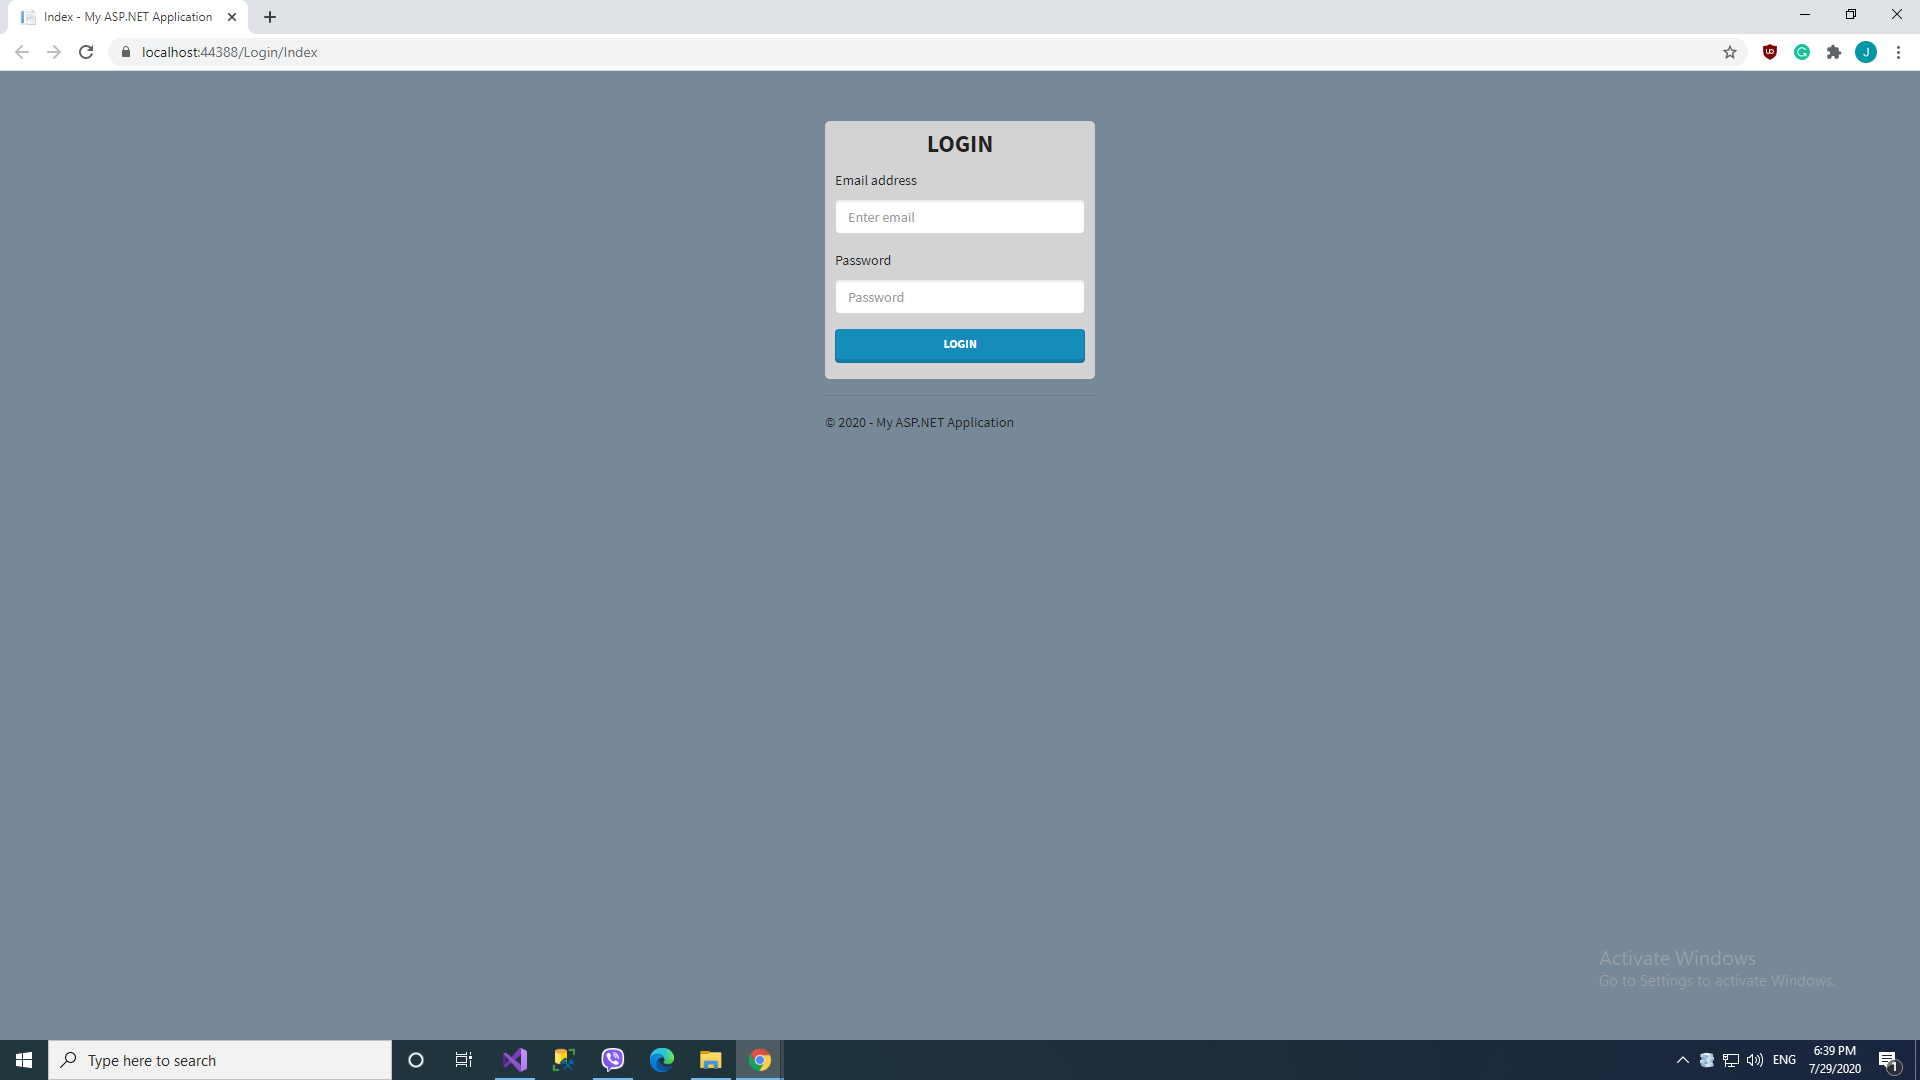 Index - My ASP.NET Application
localhost:44388/Login/Index
J
LOGIN
Email address
Enter email
Password
Password
LOGIN
© 2020 - My ASP.NET Application
Activate Windows
Go to Settings to activate Windows.
Type here to search
ENG
6:39 PM
7/29/2020
1